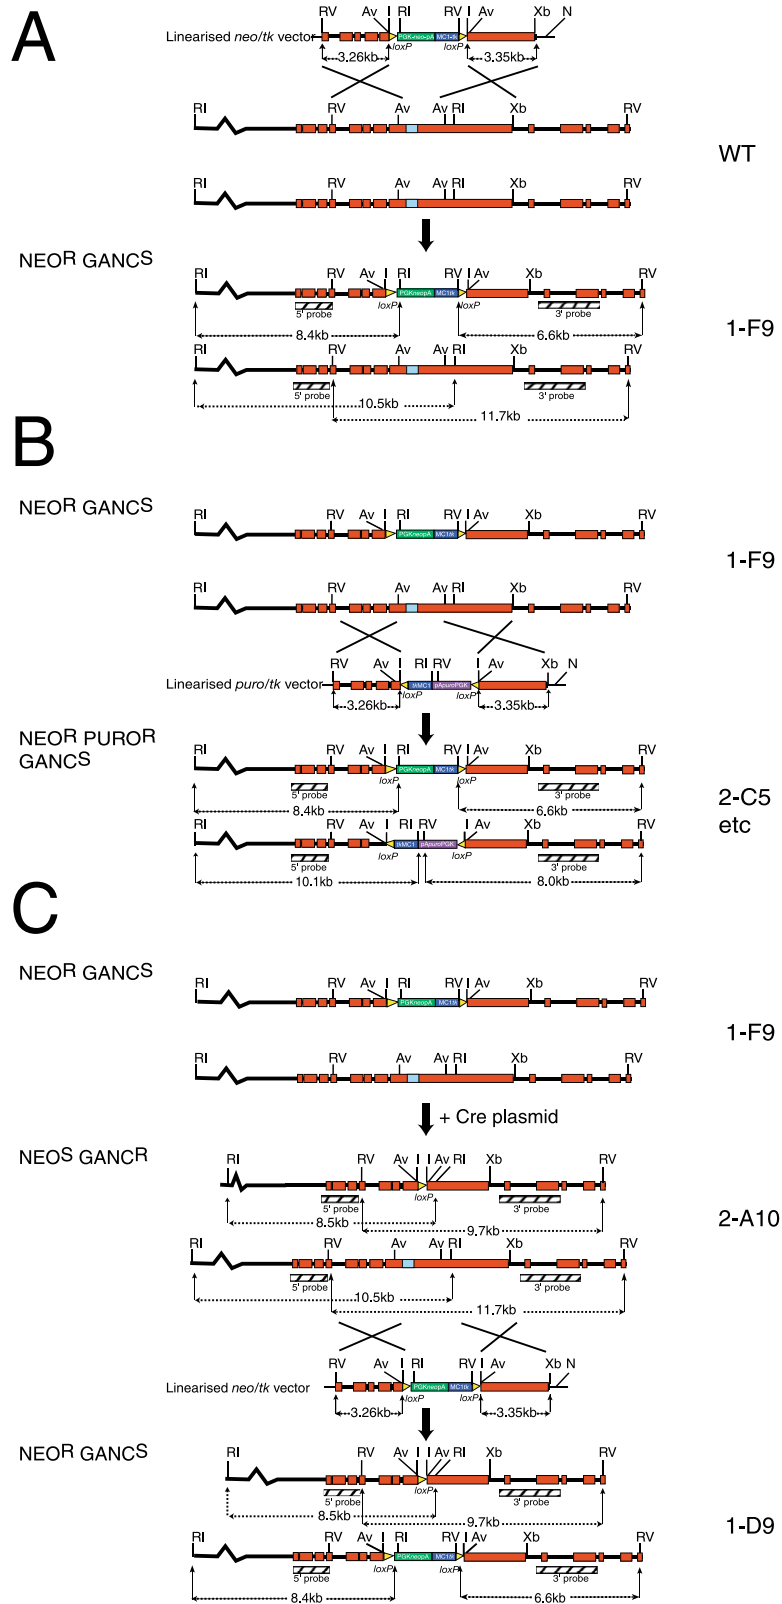 A
RV Av I RI I Av Xb N
Linearised neo/tk vector
PGK-neo-pA MC1-tk
loxP loxP
3.26kb 3.35kb
RI RV Av Av RI Xb RV
WT
RI RV Av Av RI Xb RV
NEOR GANCS
RI RV Av I RI RV I Av Xb RV
PGKneopA MC1tk
loxP
5' probe 3' probe
8.4kb 6.6kb
1-F9
RI RV Av Av RI Xb RV
5' probe 3' probe
10.5kb
11.7kb
B
NEOR GANCS
RI RV Av I RI RV I Av Xb RV
PGKneopA MC1tk
1-F9
RI RV Av Av RI Xb RV
RV Av I RI RV I Av Xb N
Linearised puro/tk vector
tkMC1 pApuroPGK
loxP loxP
3.26kb 3.35kb
NEOR PUROR
GANCS
RI RV Av I RI RV I Av Xb RV
PGKneopA MC1tk
loxP
5' probe 3' probe
8.4kb 6.6kb
2-C5
etc
RI RV Av I RI RV I Av Xb RV
tkMC1 pApuroPGK
loxP loxP
5' probe 3' probe
10.1kb 8.0kb
C
NEOR GANCS
RI RV Av I RI RV I Av Xb RV
PGKneopA MC1tk
1-F9
RI RV Av Av RI Xb RV
+ Cre plasmid
NEOS GANCR
RI RV Av I I Av RI Xb RV
loxP
5' probe 3' probe
8.5kb
9.7kb
2-A10
RI RV Av Av RI Xb RV
5' probe 3' probe
10.5kb
11.7kb
RV Av I RI RV I Av Xb N
Linearised neo/tk vector
PGKneopA MC1tk
loxP loxP
3.26kb 3.35kb
NEOR GANCS
RI RV Av I I Av RI Xb RV
loxP
5' probe 3' probe
8.5kb
9.7kb
1-D9
RI RV Av I RI RV I Av Xb RV
PGKneopA MC1tk
loxP loxP
5' probe 3' probe
8.4kb 6.6kb